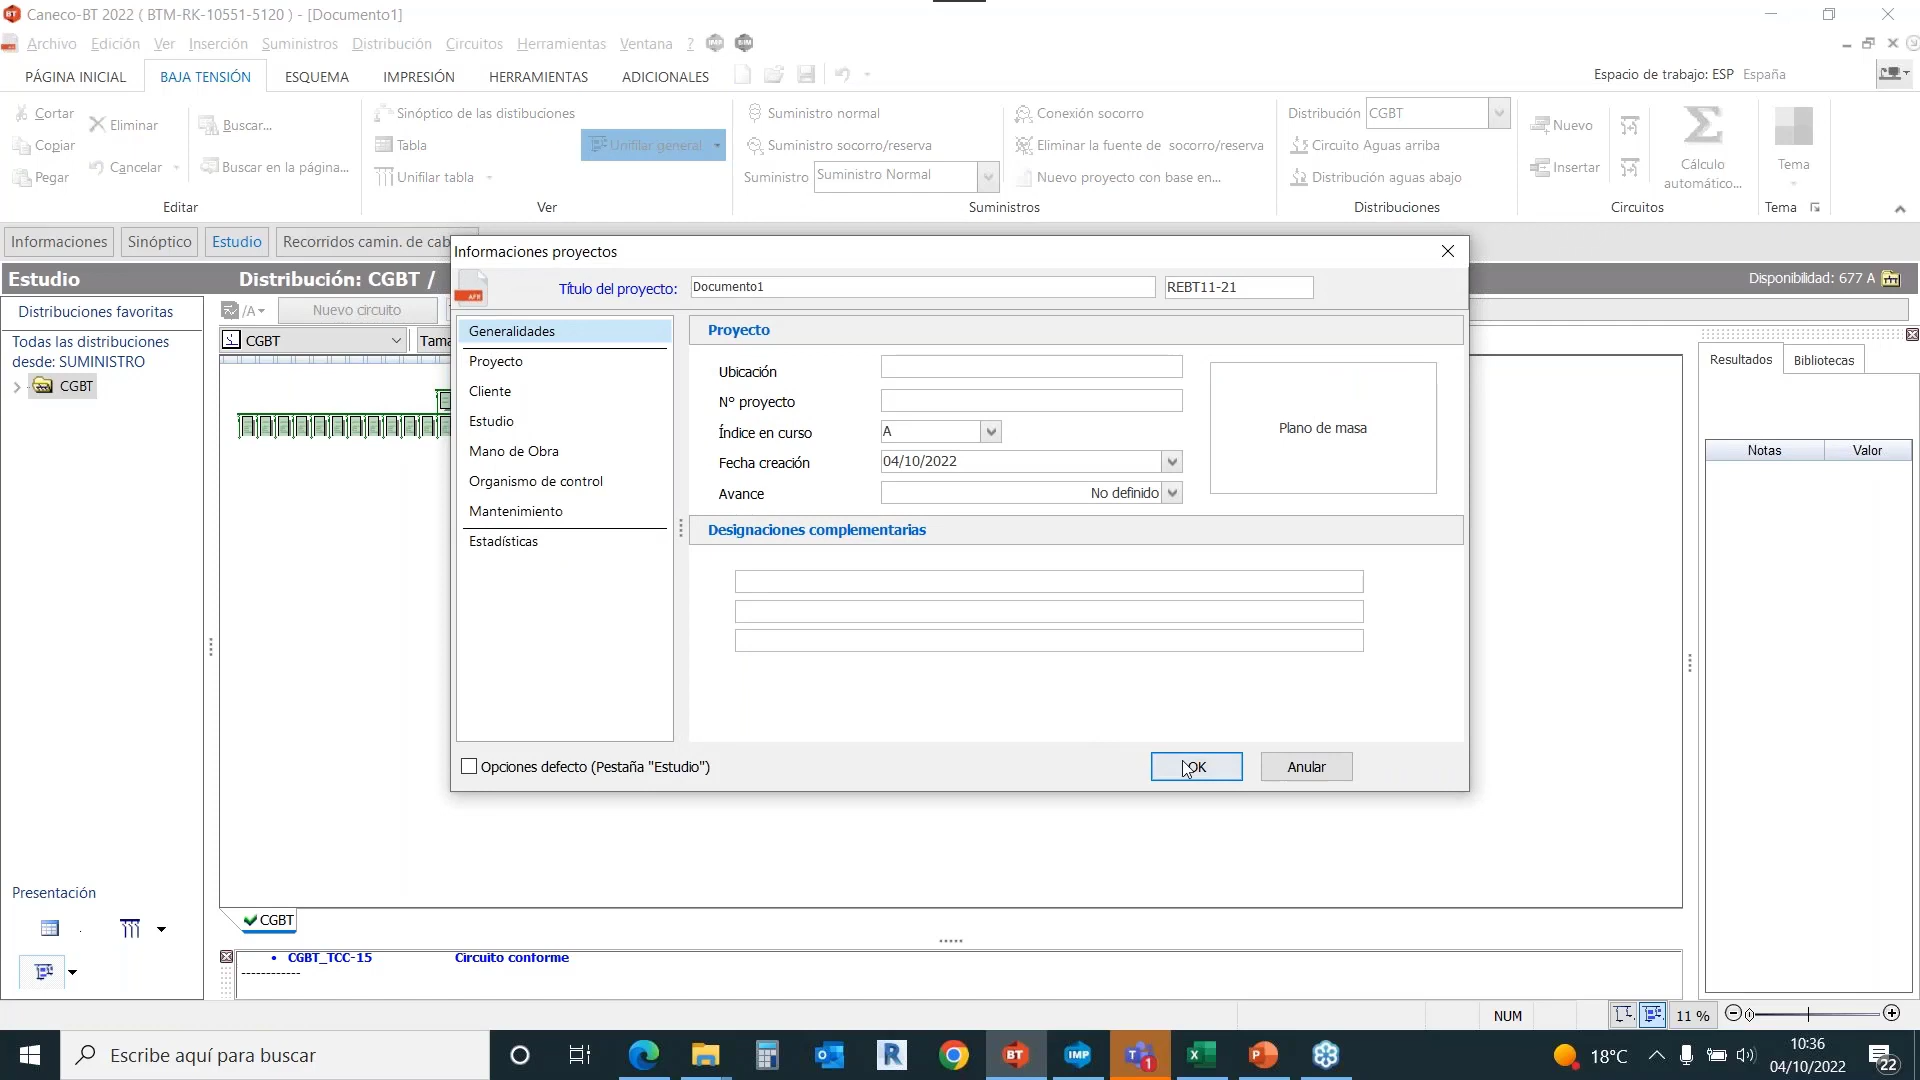 Caneco-BT 2022 ( BTM-RK-10551-5120 ) - [Documento1]
Archivo Edición Ver Inserción Suministros Distribución Circuitos Herramientas Ventana ? IMP BIM
PÁGINA INICIAL BAJA TENSIÓN ESQUEMA IMPRESIÓN HERRAMIENTAS ADICIONALES
Espacio de trabajo: ESP España
Cortar
Copiar
Pegar
Eliminar
Cancelar
Buscar...
Buscar en la página...
Editar
Sinóptico de las distibuciones
Tabla
Unifilar general
Unifilar tabla
Ver
Suministro normal
Suministro socorro/reserva
Suministro Suministro Normal
Conexión socorro
Eliminar la fuente de socorro/reserva
Nuevo proyecto con base en...
Suministros
Distribución CGBT
Circuito Aguas arriba
Distribución aguas abajo
Distribuciones
Nuevo
Insertar
Cálculo
automático...
Circuitos
Tema
Tema
Informaciones Sinóptico Estudio Recorridos camin. de cab
Estudio
Distribución: CGBT /
Disponibilidad: 677 A
Distribuciones favoritas
Todas las distribuciones
desde: SUMINISTRO
CGBT
/A
Nuevo circuito
CGBT
Tama
Informaciones proyectos
Título del proyecto: Documento1 REBT11-21
Generalidades
Proyecto
Cliente
Estudio
Mano de Obra
Organismo de control
Mantenimiento
Estadísticas
Proyecto
Ubicación
N° proyecto
Índice en curso A
Fecha creación 04/10/2022
Avance No definido
Plano de masa
Designaciones complementarias
Opciones defecto (Pestaña "Estudio")
OK
Anular
Resultados Bibliotecas
Notas Valor
Presentación
CGBT
• CGBT_TCC-15 Circuito conforme
------------
NUM
11 %
Escribe aquí para buscar
BT
IMP
1
18°C
10:36
04/10/2022
22